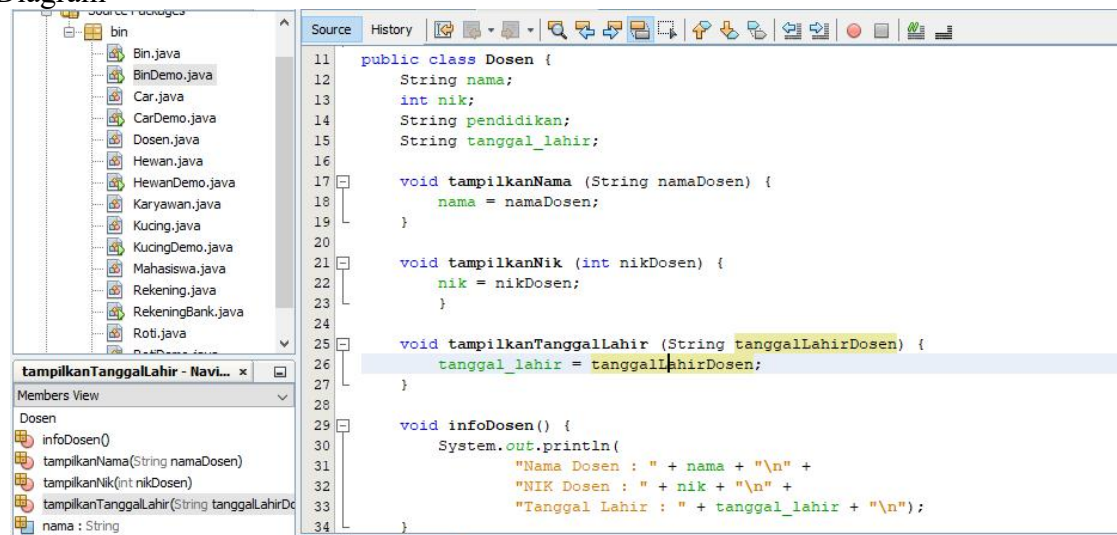 Diagram
Source Packages
bin
Bin.java
BinDemo.java
Car.java
CarDemo.java
Dosen.java
Hewan.java
HewanDemo.java
Karyawan.java
Kucing.java
KucingDemo.java
Mahasiswa.java
Rekening.java
RekeningBank.java
Roti.java
RotiDemo.java
tampilkanTanggalLahir - Navi... ×
Members View
Dosen
infoDosen()
tampilkanNama(String namaDosen)
tampilkanNik(int nikDosen)
tampilkanTanggalLahir(String tanggalLahirDo
nama : String
Source History
11 public class Dosen {
12 String nama;
13 int nik;
14 String pendidikan;
15 String tanggal_lahir;
16
17 void tampilkanNama (String namaDosen) {
18 nama = namaDosen;
19 }
20
21 void tampilkanNik (int nikDosen) {
22 nik = nikDosen;
23 }
24
25 void tampilkanTanggalLahir (String tanggalLahirDosen) {
26 tanggal_lahir = tanggalLahirDosen;
27 }
28
29 void infoDosen() {
30 System.out.println(
31 "Nama Dosen : " + nama + "\n" +
32 "NIK Dosen : " + nik + "\n" +
33 "Tanggal Lahir : " + tanggal_lahir + "\n");
34 }